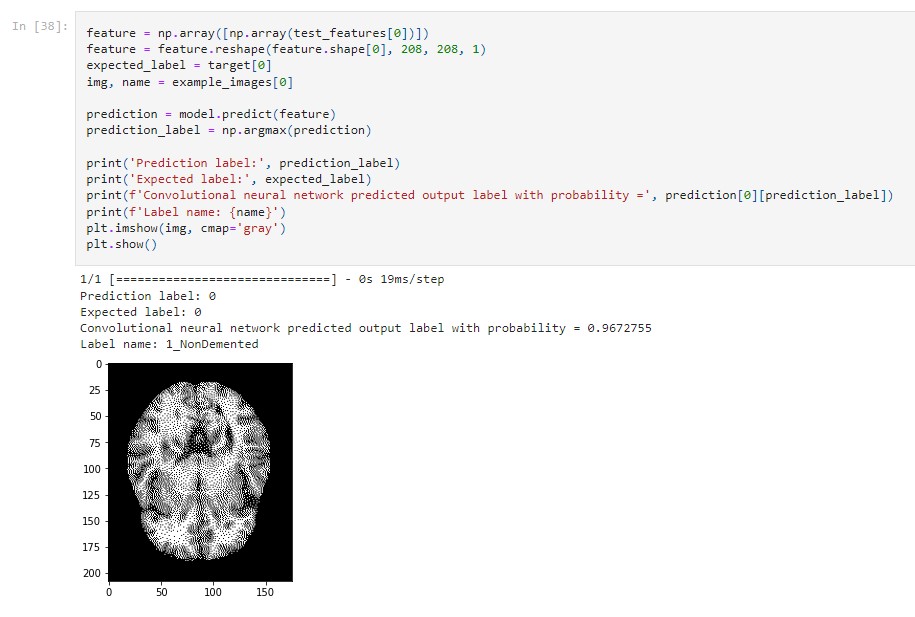 In [38]:
feature = np.array([np.array(test_features[0])])
feature = feature.reshape(feature.shape[0], 208, 208, 1)
expected_label = target[0]
img, name = example_images[0]
prediction = model.predict(feature)
prediction_label = np.argmax(prediction)
print('Prediction label:', prediction_label)
print('Expected label:', expected_label)
print(f'Convolutional neural network predicted output label with probability =', prediction[0][prediction_label])
print(f'Label name: {name}')
plt.imshow(img, cmap='gray')
plt.show()
1/1 [==============================] - 0s 19ms/step
Prediction label: 0
Expected label: 0
Convolutional neural network predicted output label with probability = 0.9672755
Label name: 1_NonDemented
0
25
50
75
100
125
150
175
200
0 50 100 150